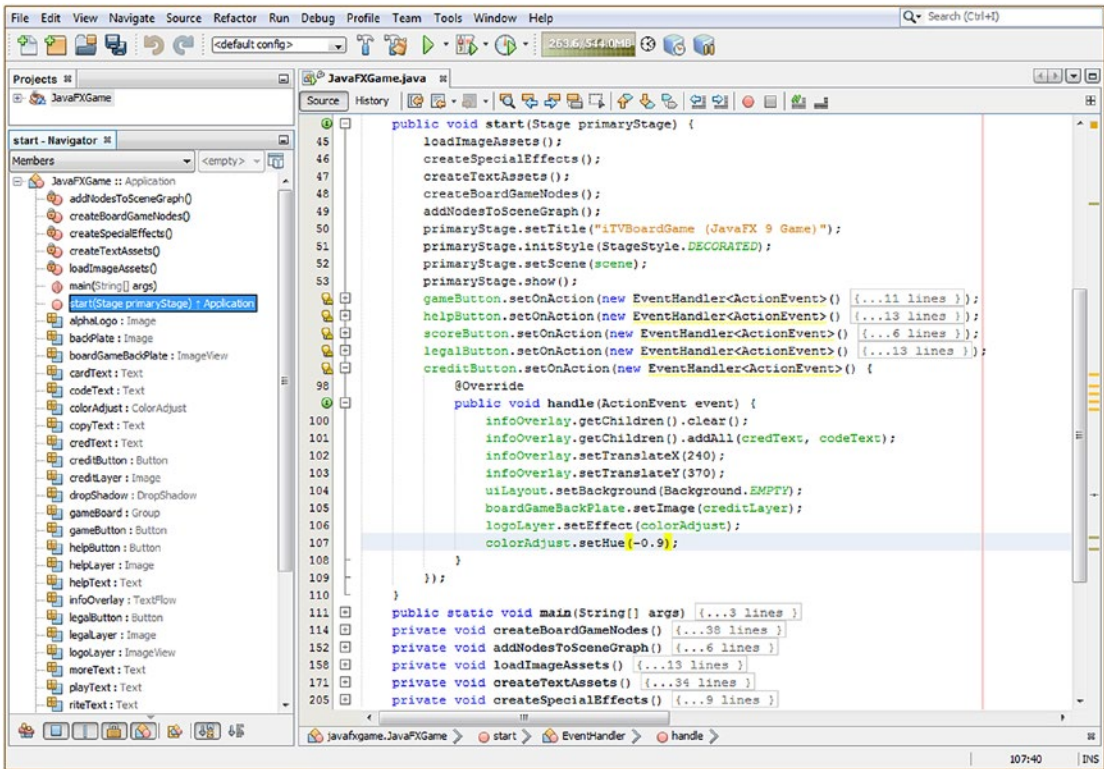 File Edit View Navigate Source Refactor Run Debug Profile Team Tools Window Help
Search (Ctrl+I)
<default config>
263.6/544.0MB
Projects
JavaFXGame
start - Navigator
Members
<empty>
JavaFXGame :: Application
addNodesToSceneGraph()
createBoardGameNodes()
createSpecialEffects()
createTextAssets()
loadImageAssets()
main(String[] args)
start(Stage primaryStage) ↑ Application
alphaLogo : Image
backPlate : Image
boardGameBackPlate : ImageView
cardText : Text
codeText : Text
colorAdjust : ColorAdjust
copyText : Text
credText : Text
creditButton : Button
creditLayer : Image
dropShadow : DropShadow
gameBoard : Group
gameButton : Button
helpButton : Button
helpLayer : Image
helpText : Text
infoOverlay : TextFlow
legalButton : Button
legalLayer : Image
logoLayer : ImageView
moreText : Text
playText : Text
riteText : Text
JavaFXGame.java
Source History
public void start(Stage primaryStage) {
45 loadImageAssets();
46 createSpecialEffects();
47 createTextAssets();
48 createBoardGameNodes();
49 addNodesToSceneGraph();
50 primaryStage.setTitle("iTVBoardGame (JavaFX 9 Game)");
51 primaryStage.initStyle(StageStyle.DECORATED);
52 primaryStage.setScene(scene);
53 primaryStage.show();
gameButton.setOnAction(new EventHandler<ActionEvent>() {...11 lines });
helpButton.setOnAction(new EventHandler<ActionEvent>() {...13 lines });
scoreButton.setOnAction(new EventHandler<ActionEvent>() {...6 lines });
legalButton.setOnAction(new EventHandler<ActionEvent>() {...13 lines });
creditButton.setOnAction(new EventHandler<ActionEvent>() {
98 @Override
public void handle(ActionEvent event) {
100 infoOverlay.getChildren().clear();
101 infoOverlay.getChildren().addAll(credText, codeText);
102 infoOverlay.setTranslateX(240);
103 infoOverlay.setTranslateY(370);
104 uiLayout.setBackground(Background.EMPTY);
105 boardGameBackPlate.setImage(creditLayer);
106 logoLayer.setEffect(colorAdjust);
107 colorAdjust.setHue(-0.9);
108 }
109 });
110 }
111 public static void main(String[] args) {...3 lines }
114 private void createBoardGameNodes() {...38 lines }
152 private void addNodesToSceneGraph() {...6 lines }
158 private void loadImageAssets() {...13 lines }
171 private void createTextAssets() {...34 lines }
205 private void createSpecialEffects() {...9 lines }
javafxgame.JavaFXGame start EventHandler handle
107:40 INS